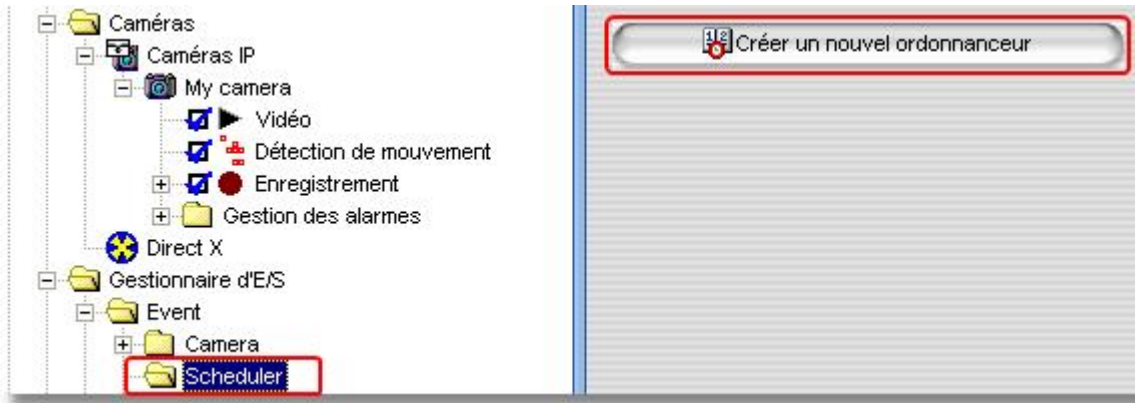 Caméras
Caméras IP
My camera
Vidéo
Détection de mouvement
Enregistrement
Gestion des alarmes
Direct X
Gestionnaire d'E/S
Event
Camera
Scheduler
Créer un nouvel ordonnanceur